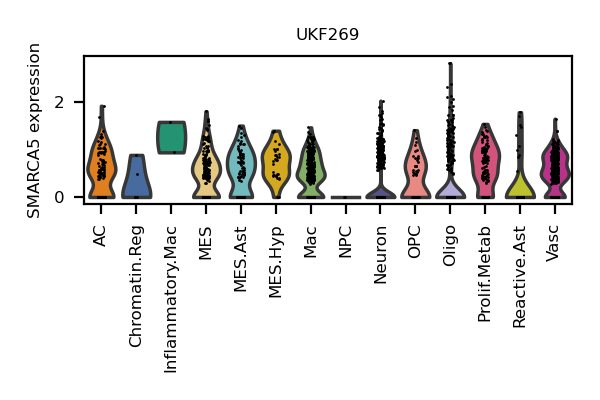 UKF269
SMARCA5 expression
2
0
AC
Chromatin.Reg
Inflammatory.Mac
MES
MES.Ast
MES.Hyp
Mac
NPC
Neuron
OPC
Oligo
Prolif.Metab
Reactive.Ast
Vasc